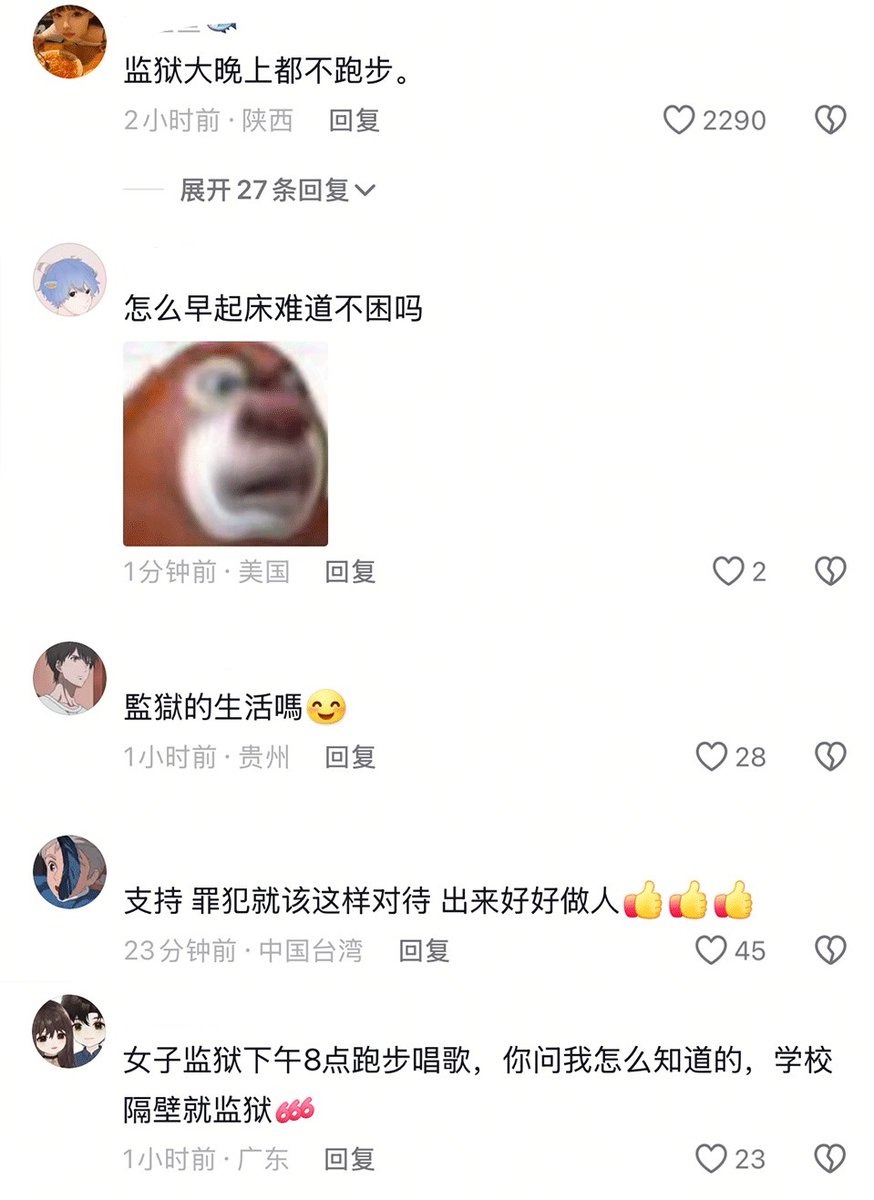 监狱大晚上都不跑步。
2小时前·陕西 回复
2290
展开27条回复
怎么早起床难道不困吗
1分钟前·美国 回复
2
監獄的生活嗎😊
1小时前·贵州 回复
28
支持 罪犯就该这样对待 出来好好做人👍👍👍
23分钟前·中国台湾 回复
45
女子监狱下午8点跑步唱歌，你问我怎么知道的，学校
隔壁就监狱666
1小时前·广东 回复
23